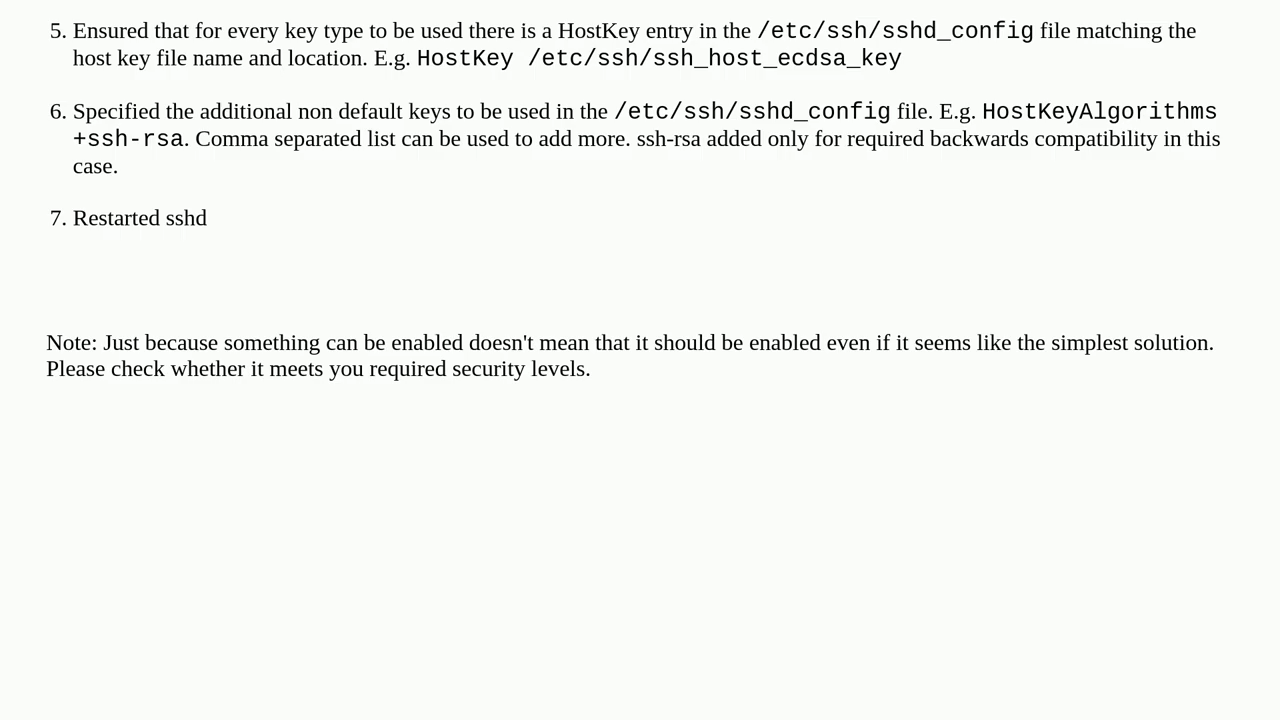 5. Ensured that for every key type to be used there is a HostKey entry in the /etc/ssh/sshd_config file matching the
host key file name and location. E.g. HostKey /etc/ssh/ssh_host_ecdsa_key
6. Specified the additional non default keys to be used in the /etc/ssh/sshd_config file. E.g. HostKeyAlgorithms
+ssh-rsa. Comma separated list can be used to add more. ssh-rsa added only for required backwards compatibility in this
case.
7. Restarted sshd
Note: Just because something can be enabled doesn't mean that it should be enabled even if it seems like the simplest solution.
Please check whether it meets you required security levels.